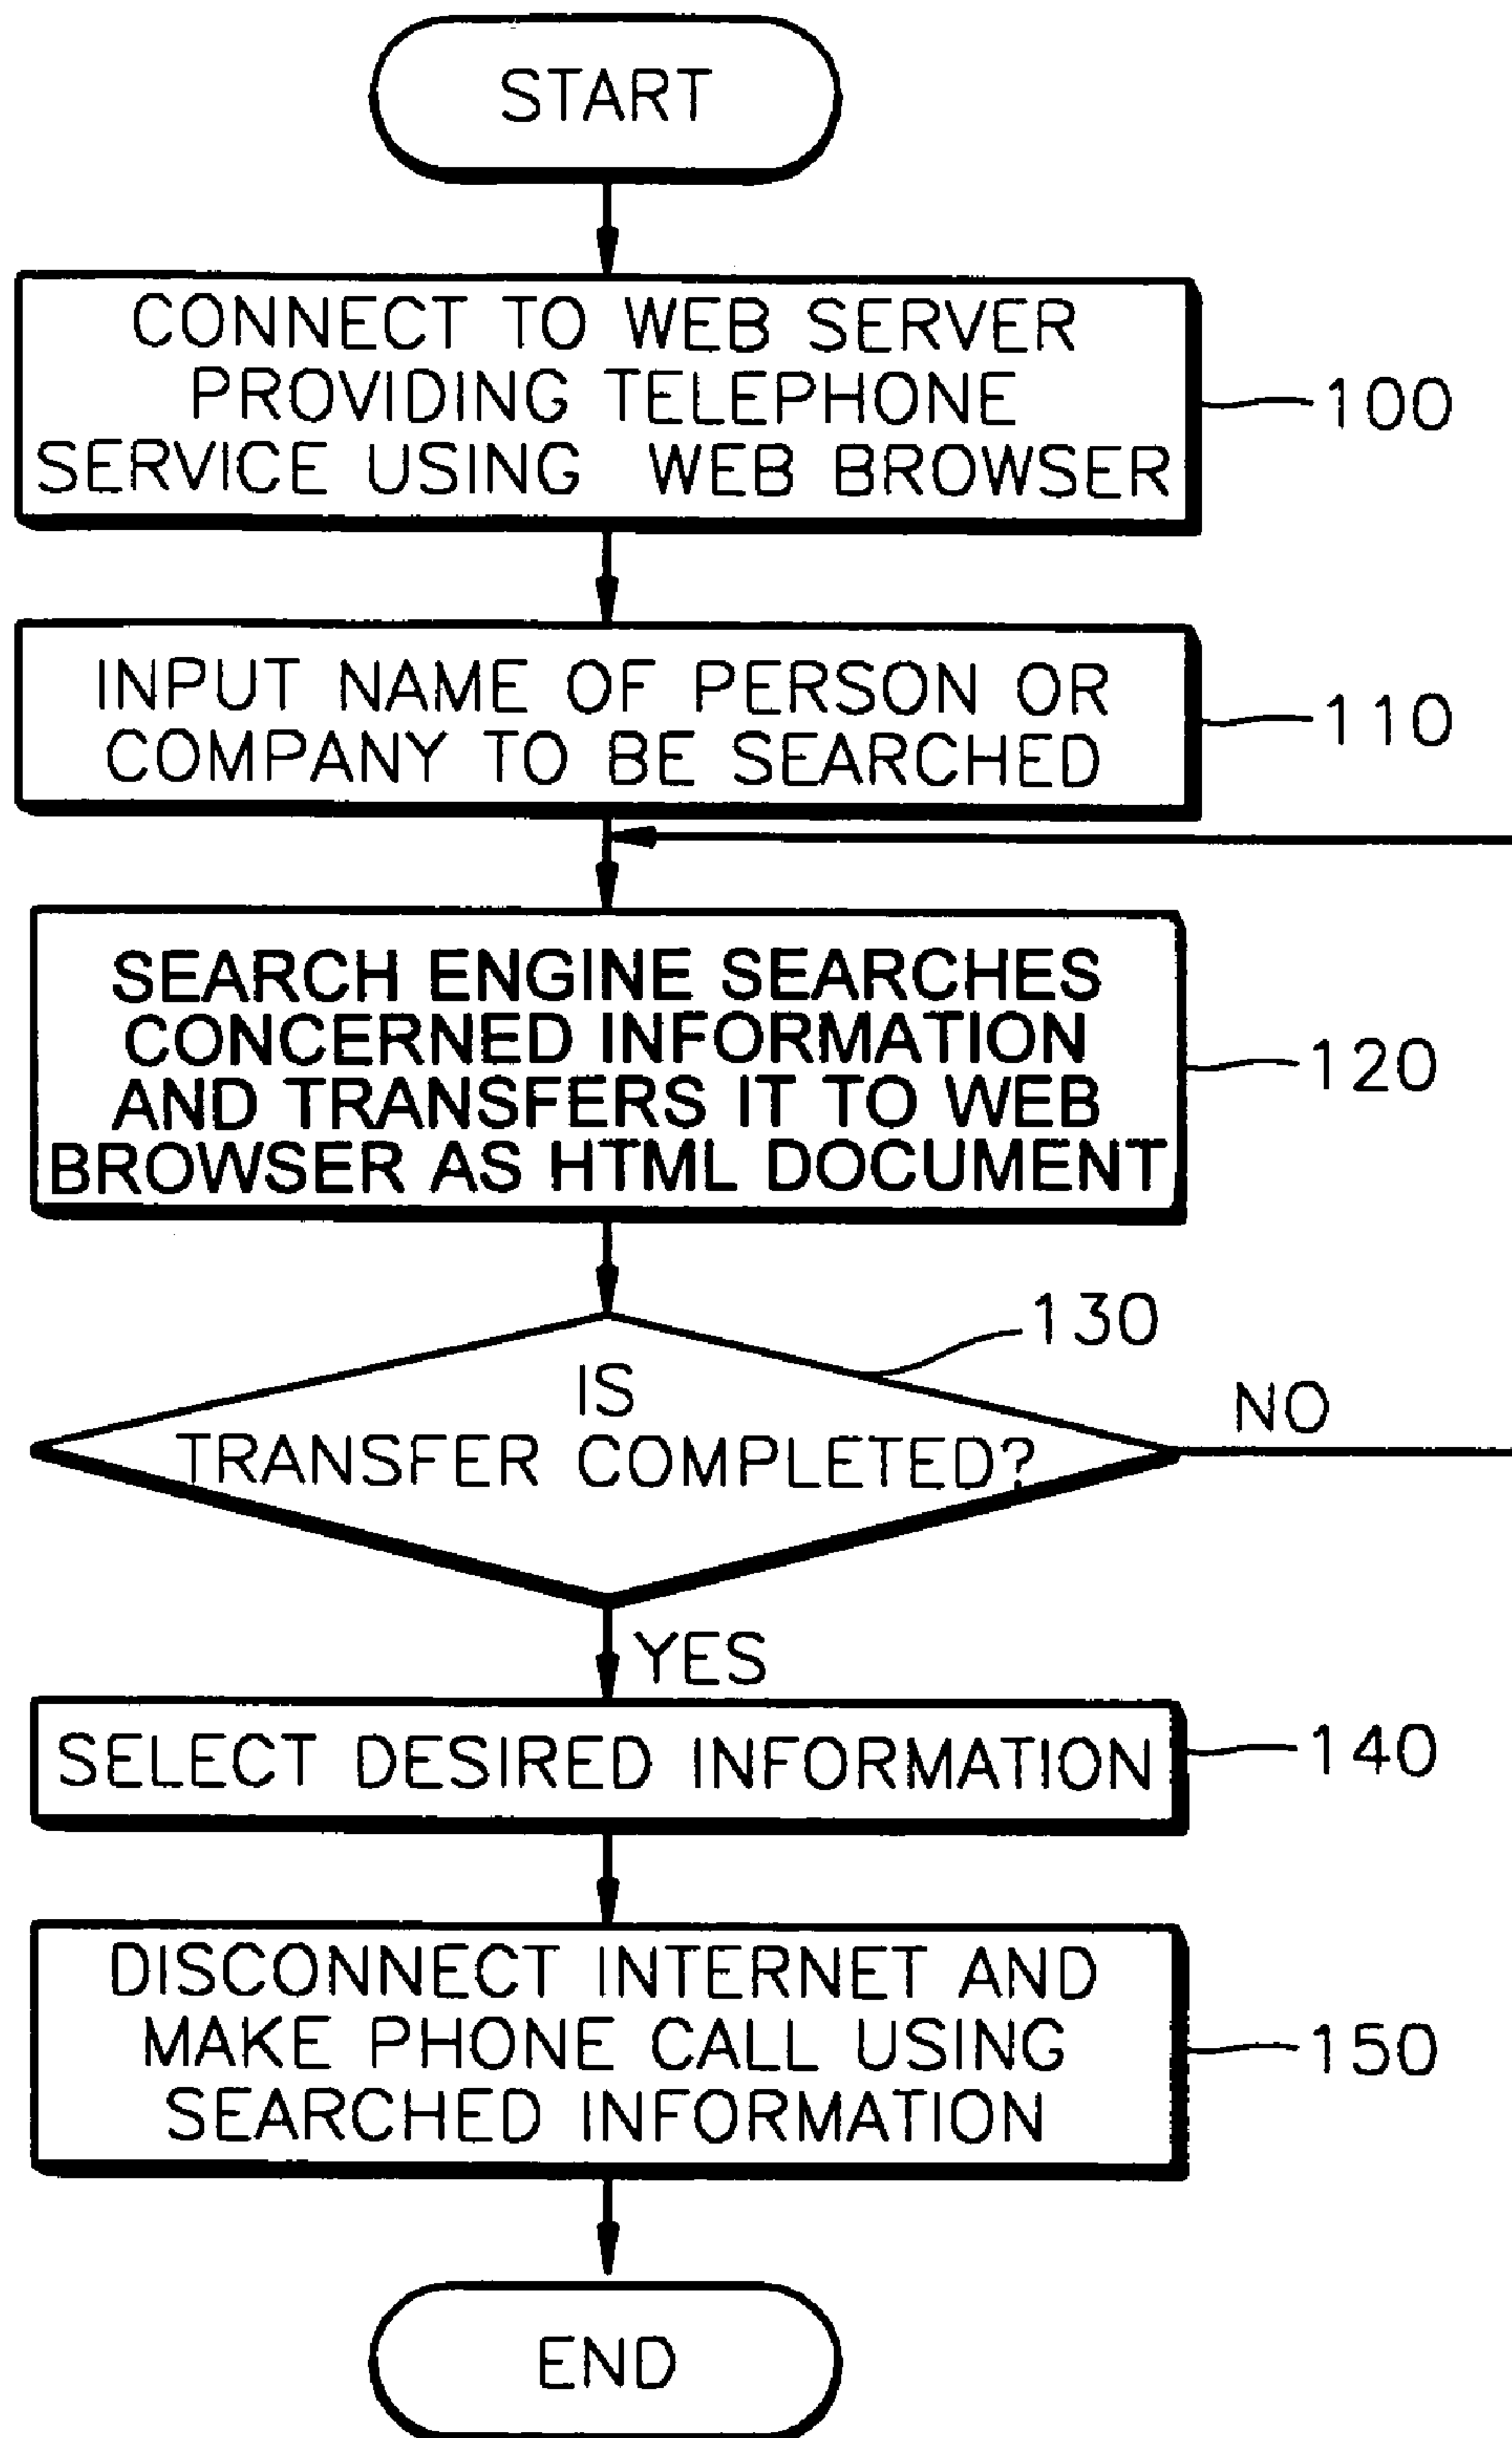 START
CONNECT TO WEB SERVER
PROVIDING TELEPHONE
SERVICE USING WEB BROWSER
100
INPUT NAME OF PERSON OR
COMPANY TO BE SEARCHED
110
SEARCH ENGINE SEARCHES
CONCERNED INFORMATION
AND TRANSFERS IT TO WEB
BROWSER AS HTML DOCUMENT
120
130
IS
TRANSFER COMPLETED?
NO
YES
SELECT DESIRED INFORMATION
140
DISCONNECT INTERNET AND
MAKE PHONE CALL USING
SEARCHED INFORMATION
150
END